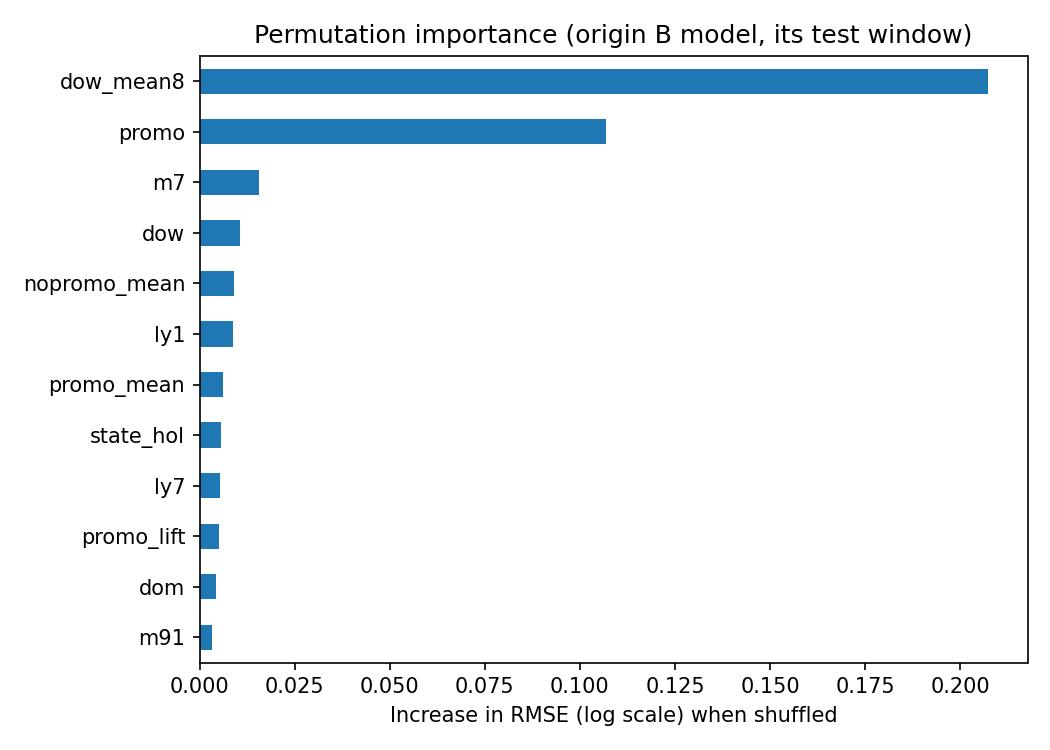 Permutation importance (origin B model, its test window)
dow_mean8
promo
m7
dow
nopromo_mean
ly1
promo_mean
state_hol
ly7
promo_lift
dom
m91
0.000 0.025 0.050 0.075 0.100 0.125 0.150 0.175 0.200
Increase in RMSE (log scale) when shuffled